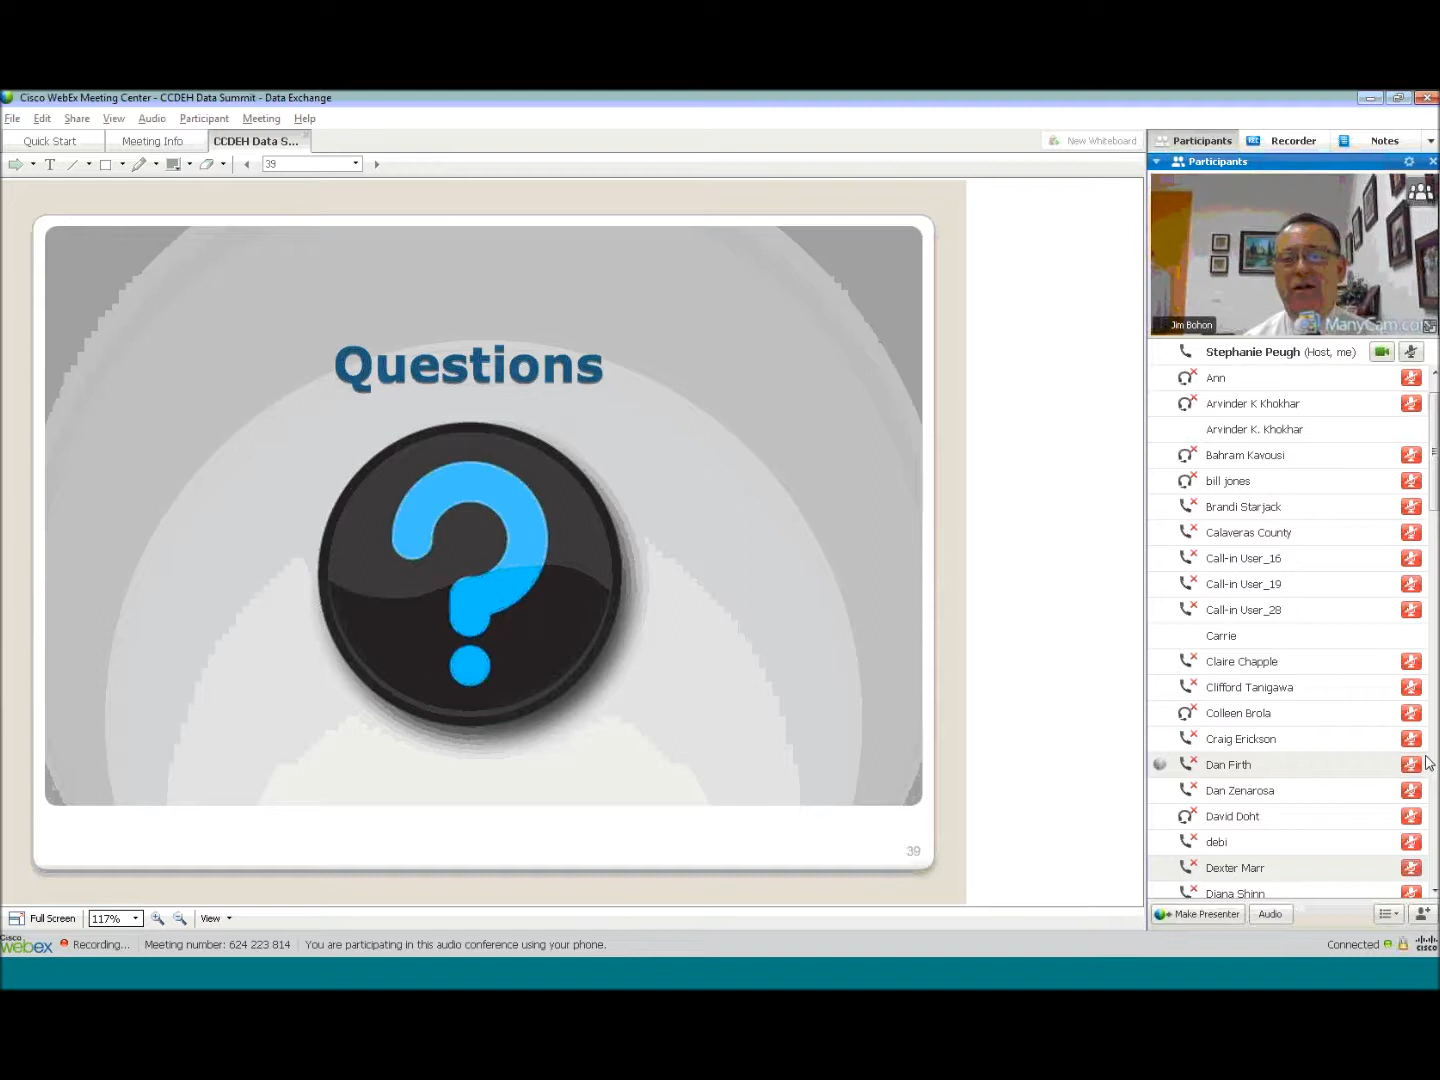 Cisco WebEx Meeting Center - CCDEH Data Summit - Data Exchange
File Edit Share View Audio Participant Meeting Help
Quick Start Meeting Info CCDEH Data S... New Whiteboard Participants Recorder Notes
T 39
Participants
Jim Bohon ManyCam.co
Questions
?
39
Stephanie Peugh (Host, me)
Ann
Arvinder K Khokhar
Arvinder K. Khokhar
Bahram Kavousi
bill jones
Brandi Starjack
Calaveras County
Call-in User_16
Call-in User_19
Call-in User_28
Carrie
Claire Chapple
Clifford Tanigawa
Colleen Brola
Craig Erickson
Dan Firth
Dan Zenarosa
David Doht
debi
Dexter Marr
Diana Shinn
Full Screen 117% View Make Presenter Audio
Cisco webex Recording... Meeting number: 624 223 814 You are participating in this audio conference using your phone. Connected cisco